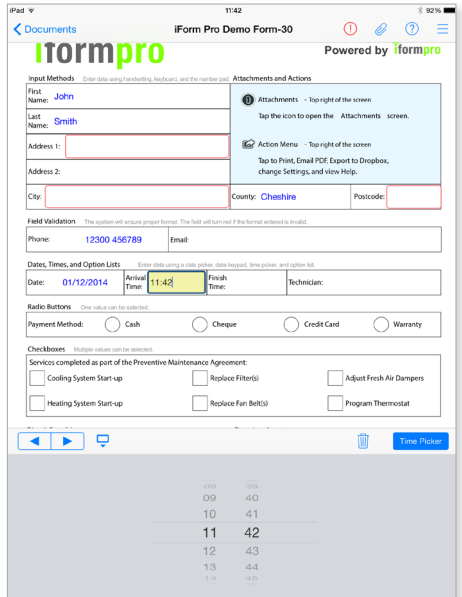 iPad 11:42 92%
Documents iForm Pro Demo Form-30
iformpro Powered by iformpro
Input Methods Enter data using handwriting, keyboard, and the number pad. Attachments and Actions
First Name: John
Last Name: Smith
Attachments - Top right of the screen
Tap the icon to open the Attachments screen.
Address 1:
Action Menu - Top right of the screen
Tap to Print, Email PDF, Export to Dropbox,
change Settings, and view Help.
Address 2:
City: County: Cheshire Postcode:
Field Validation The system will ensure proper format. The field will turn red if the format entered is invalid.
Phone: 12300 456789 Email:
Dates, Times, and Option Lists Enter data using a date picker, date keypad, time picker and option list.
Date: 01/12/2014 Arrival Time: 11:42 Finish Time: Technician:
Radio Buttons One value can be selected.
Payment Method: Cash Cheque Credit Card Warranty
Checkboxes Multiple values can be selected.
Services completed as part of the Preventive Maintenance Agreement:
Cooling System Start-up Replace Filter(s) Adjust Fresh Air Dampers
Heating System Start-up Replace Fan Belt(s) Program Thermostat
Time Picker
08 39
09 40
10 41
11 42
12 43
13 44
14 45